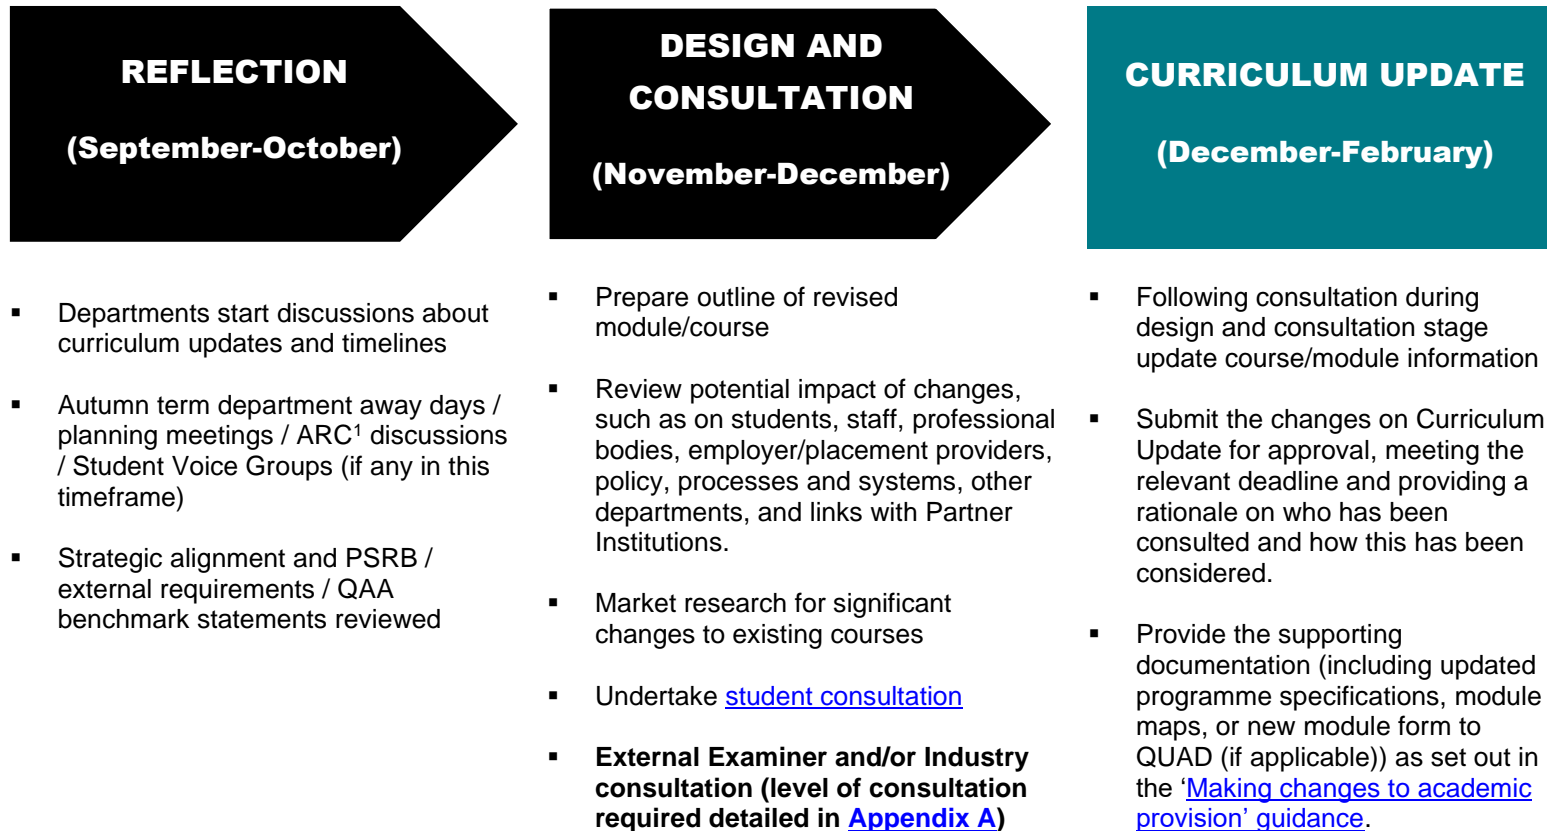 REFLECTION
(September-October)
▪ Departments start discussions about
curriculum updates and timelines
▪ Autumn term department away days /
planning meetings / ARC¹ discussions
/ Student Voice Groups (if any in this
timeframe)
▪ Strategic alignment and PSRB /
external requirements / QAA
benchmark statements reviewed
DESIGN AND
CONSULTATION
(November-December)
▪ Prepare outline of revised
module/course
▪ Review potential impact of changes,
such as on students, staff, professional
bodies, employer/placement providers,
policy, processes and systems, other
departments, and links with Partner
Institutions.
▪ Market research for significant
changes to existing courses
▪ Undertake student consultation
▪ External Examiner and/or Industry
consultation (level of consultation
required detailed in Appendix A)
CURRICULUM UPDATE
(December-February)
▪ Following consultation during
design and consultation stage
update course/module information
▪ Submit the changes on Curriculum
Update for approval, meeting the
relevant deadline and providing a
rationale on who has been
consulted and how this has been
considered.
▪ Provide the supporting
documentation (including updated
programme specifications, module
maps, or new module form to
QUAD (if applicable)) as set out in
the ‘Making changes to academic
provision’ guidance.